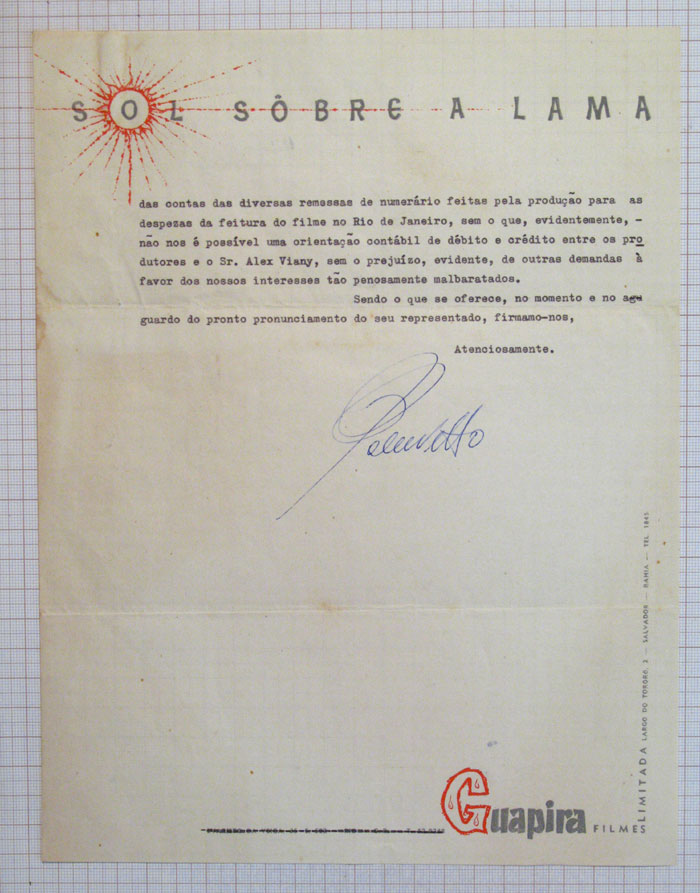 SOL SÔBRE A LAMA
das contas das diversas remessas de numerário feitas pela produção para as
despezas da feitura do filme no Rio de Janeiro, sem o que, evidentemente, -
não nos é possível uma orientação contábil de débito e crédito entre os pro
dutores e o Sr. Alex Viany, sem o prejuízo, evidente, de outras demandas à
favor dos nossos interesses tão penosamente malbaratados.
Sendo o que se oferece, no momento e no agu
guardo do pronto pronunciamento do seu representado, firmamo-nos,
Atenciosamente.
Guapira FILMES
LIMITADA LARGO DO TORORÉ, 2 — SALVADOR — BAHIA — TEL. 1845